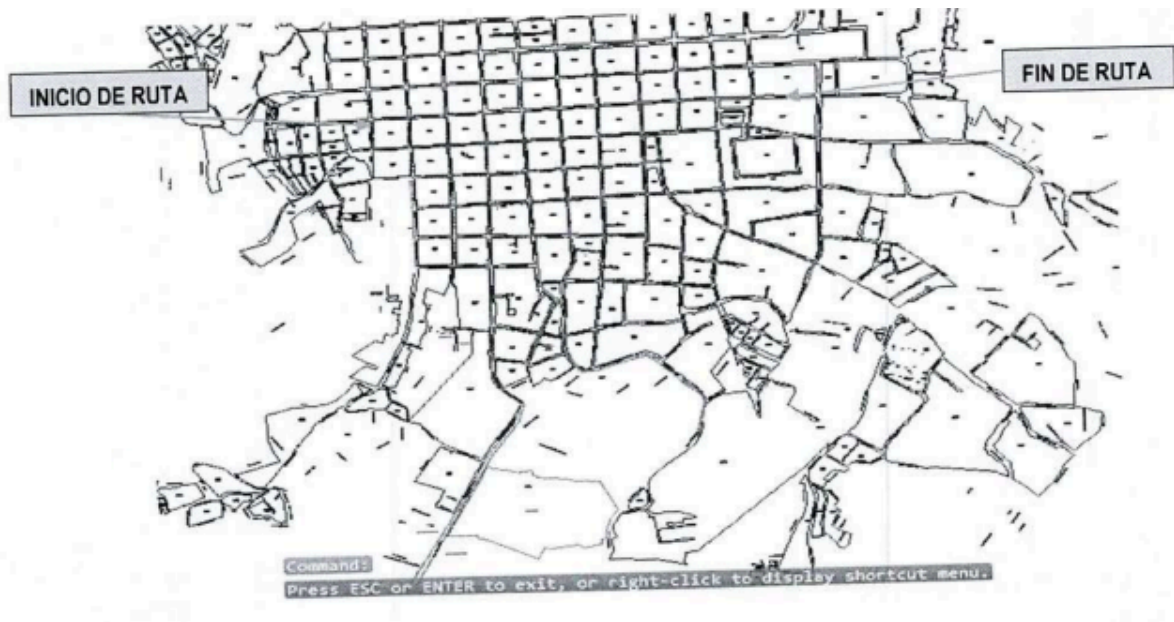 INICIO DE RUTA
FIN DE RUTA
Command:
Press ESC or ENTER to exit, or right-click to display shortcut menu.